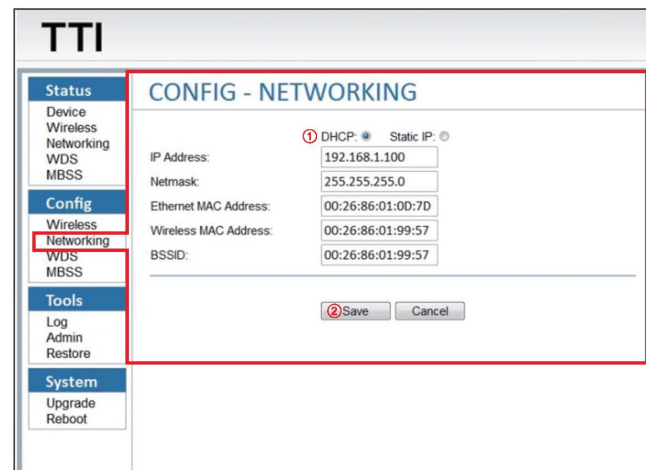 TTI
Status
Device
Wireless
Networking
WDS
MBSS
Config
Wireless
Networking
WDS
MBSS
Tools
Log
Admin
Restore
System
Upgrade
Reboot
CONFIG - NETWORKING
① DHCP: Static IP:
IP Address: 192.168.1.100
Netmask: 255.255.255.0
Ethernet MAC Address: 00:26:86:01:0D:7D
Wireless MAC Address: 00:26:86:01:99:57
BSSID: 00:26:86:01:99:57
②Save Cancel